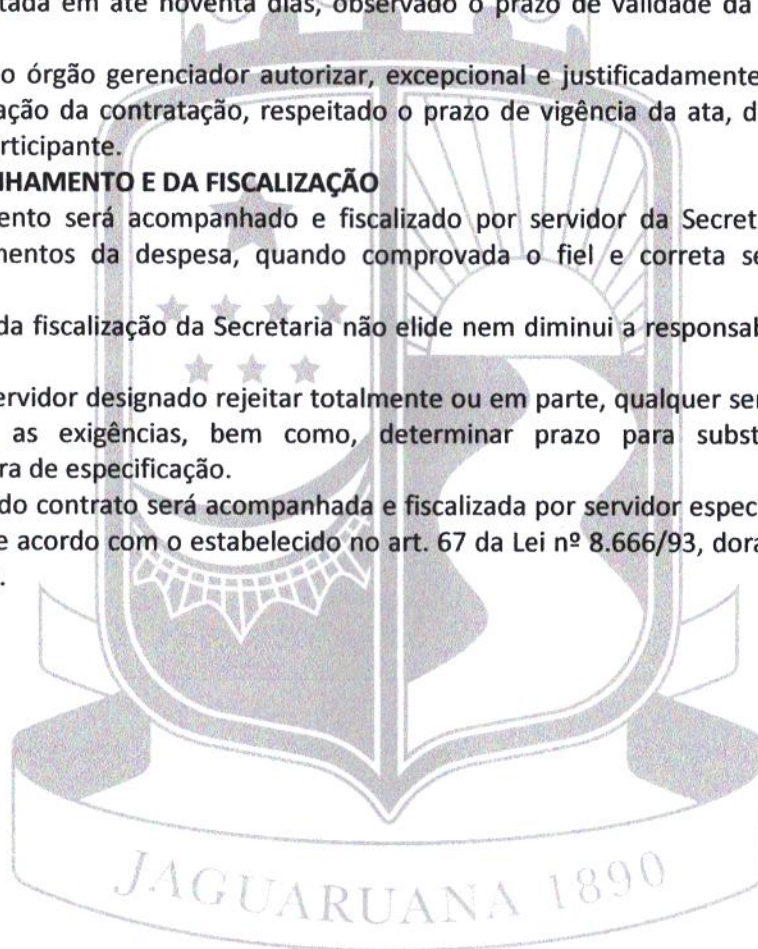 tada em até noventa dias, observado o prazo de validade da
o órgão gerenciador autorizar, excepcional e justificadamente
ação da contratação, respeitado o prazo de vigência da ata, d
rticipante.
HAMENTO E DA FISCALIZAÇÃO
ento será acompanhado e fiscalizado por servidor da Secret
mentos da despesa, quando comprovada o fiel e correta se
da fiscalização da Secretaria não elide nem diminui a responsab
ervidor designado rejeitar totalmente ou em parte, qualquer ser
as exigências, bem como, determinar prazo para subst
ra de especificação.
do contrato será acompanhada e fiscalizada por servidor espec
e acordo com o estabelecido no art. 67 da Lei nº 8.666/93, dora
.
JAGUARUANA 1890